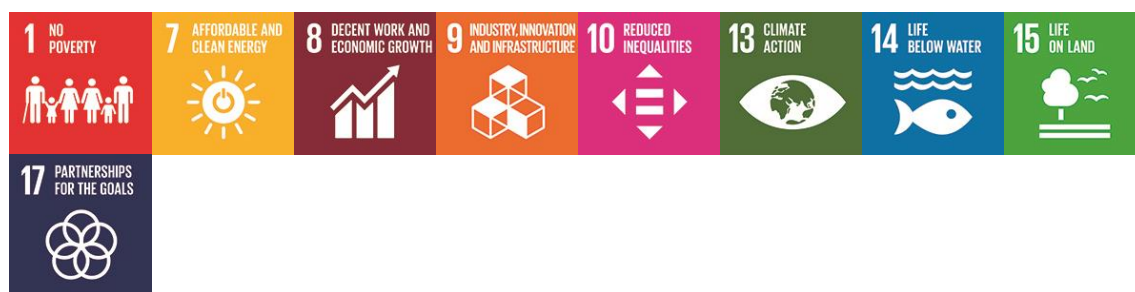 1 NO
POVERTY
7 AFFORDABLE AND
CLEAN ENERGY
8 DECENT WORK AND
ECONOMIC GROWTH
9 INDUSTRY, INNOVATION
AND INFRASTRUCTURE
10 REDUCED
INEQUALITIES
13 CLIMATE
ACTION
14 LIFE
BELOW WATER
15 LIFE
ON LAND
17 PARTNERSHIPS
FOR THE GOALS